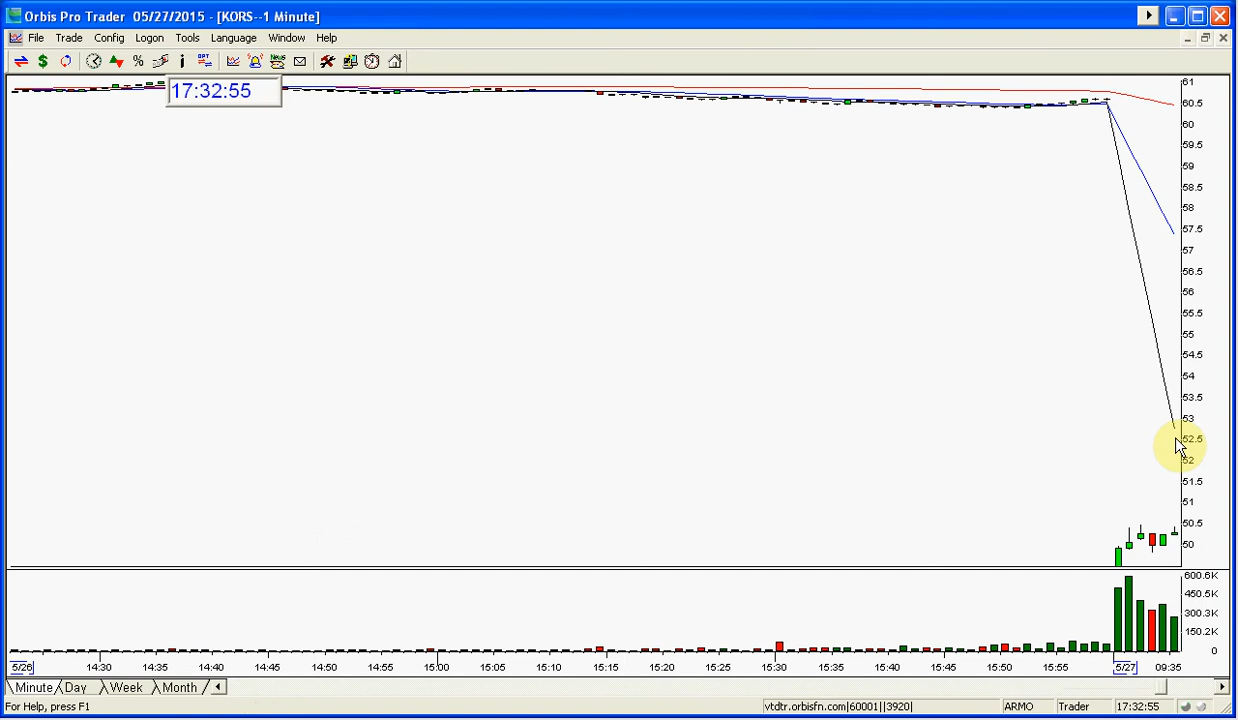 Orbis Pro Trader 05/27/2015 - [KORS--1 Minute]
File Trade Config Logon Tools Language Window Help
17:32:55
61
60.5
60
59.5
59
58.5
58
57.5
57
56.5
56
55.5
55
54.5
54
53.5
53
52.5
52
51.5
51
50.5
50
600.6K
450.5K
300.3K
150.2K
0
5/26 14:30 14:35 14:40 14:45 14:50 14:55 15:00 15:05 15:10 15:15 15:20 15:25 15:30 15:35 15:40 15:45 15:50 15:55 5/27 09:35
Minute Day Week Month
For Help, press F1 vtdtr.orbisfn.com|60001||3920| ARMO Trader 17:32:55